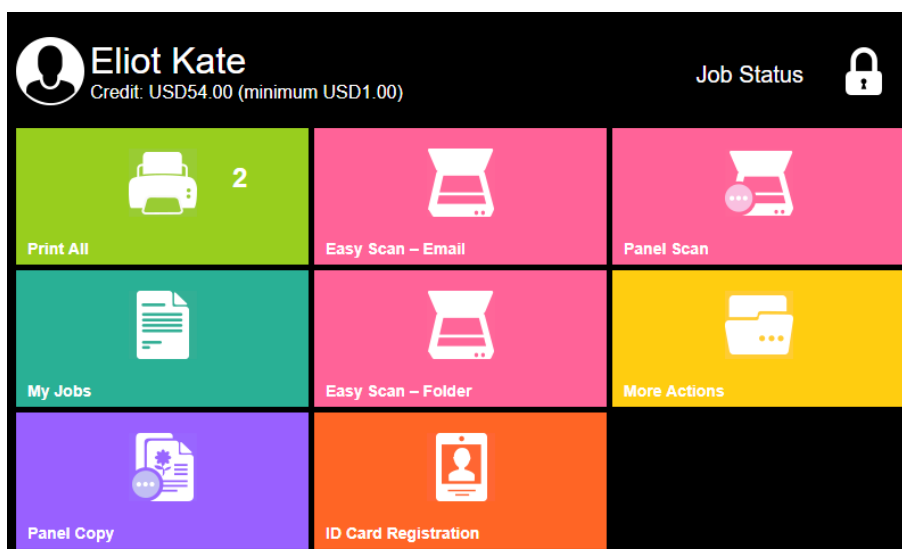 Eliot Kate
Credit: USD54.00 (minimum USD1.00)
Job Status
2
Print All
Easy Scan – Email
Panel Scan
My Jobs
Easy Scan – Folder
More Actions
Panel Copy
ID Card Registration